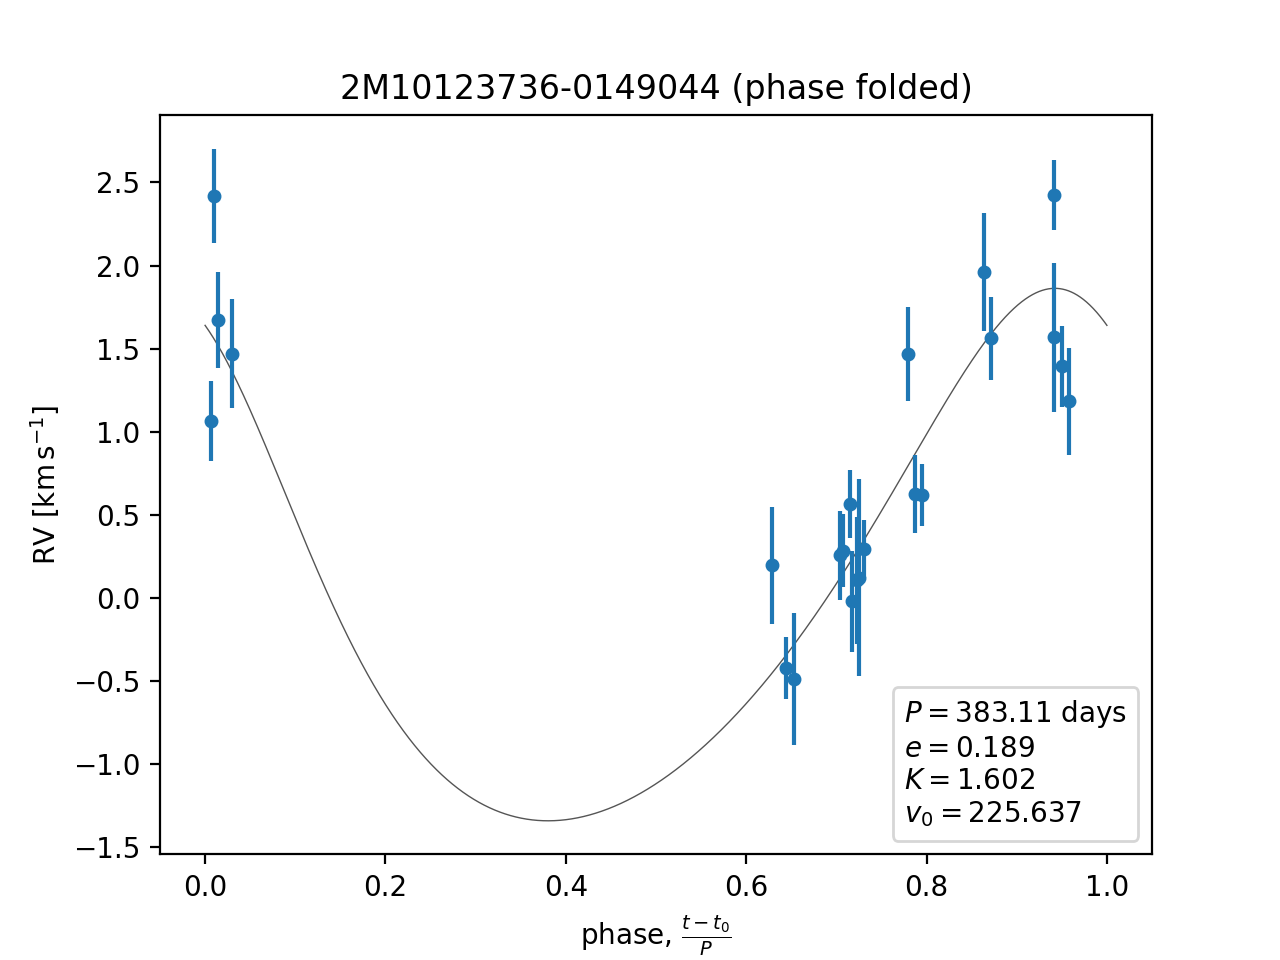 2M10123736-0149044 (phase folded)
RV [km s⁻¹]
2.5
2.0
1.5
1.0
0.5
0.0
−0.5
−1.0
−1.5
P = 383.11 days
e = 0.189
K = 1.602
v₀ = 225.637
0.0 0.2 0.4 0.6 0.8 1.0
phase, (t − t₀)/P